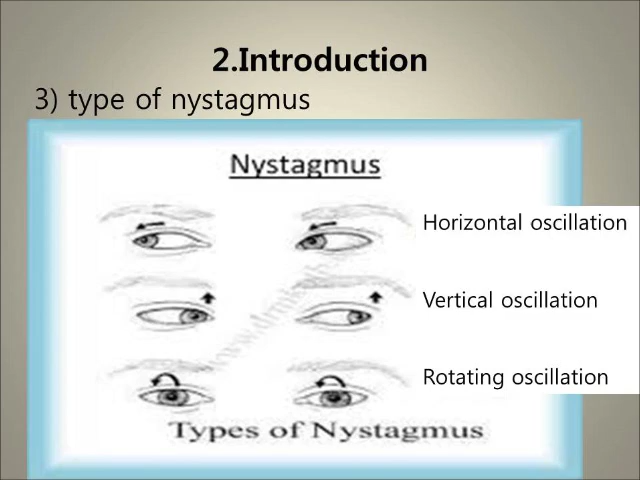 2.Introduction
3) type of nystagmus
Nystagmus
Horizontal oscillation
Vertical oscillation
Rotating oscillation
Types of Nystagmus